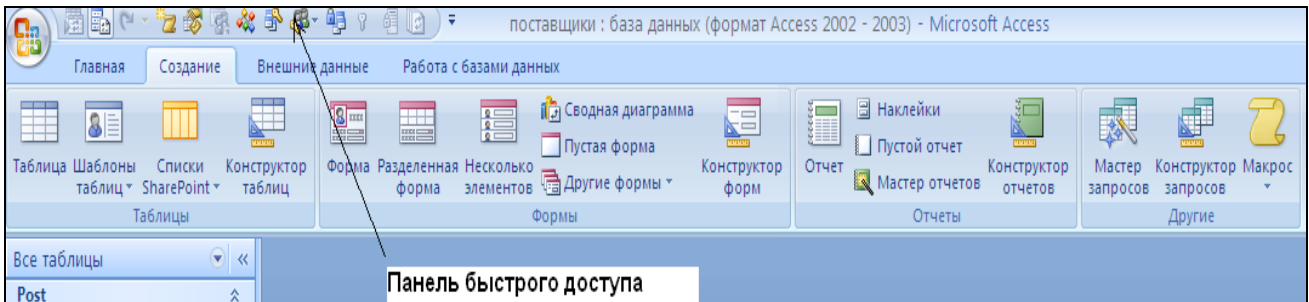 поставщики : база данных (формат Access 2002 - 2003) - Microsoft Access
Главная Создание Внешние данные Работа с базами данных
Таблица
Шаблоны
таблиц
Списки
SharePoint
Конструктор
таблиц
Таблицы
Форма
Разделенная
форма
Несколько
элементов
Сводная диаграмма
Пустая форма
Другие формы
Конструктор
форм
Формы
Отчет
Наклейки
Пустой отчет
Мастер отчетов
Конструктор
отчетов
Отчеты
Мастер
запросов
Конструктор
запросов
Макрос
Другие
Все таблицы
Post
Панель быстрого доступа